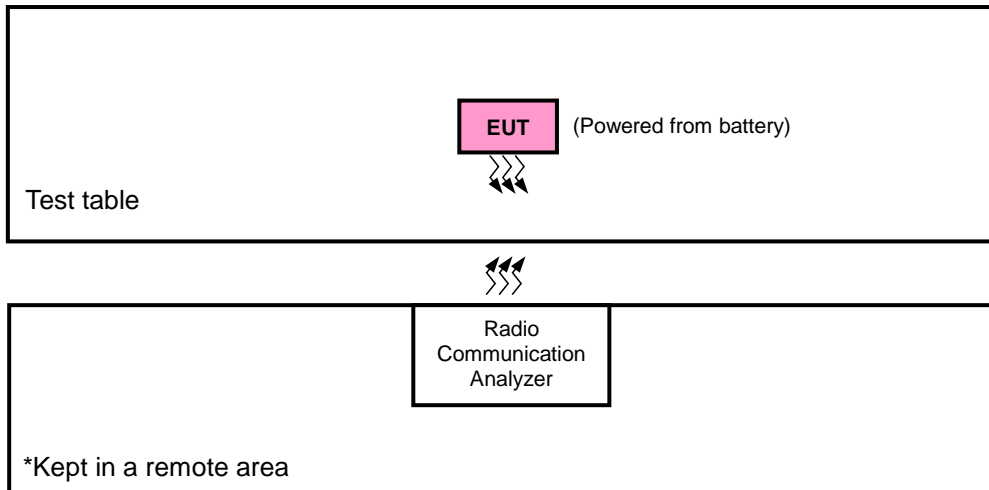 EUT
(Powered from battery)
Test table
Radio
Communication
Analyzer
*Kept in a remote area